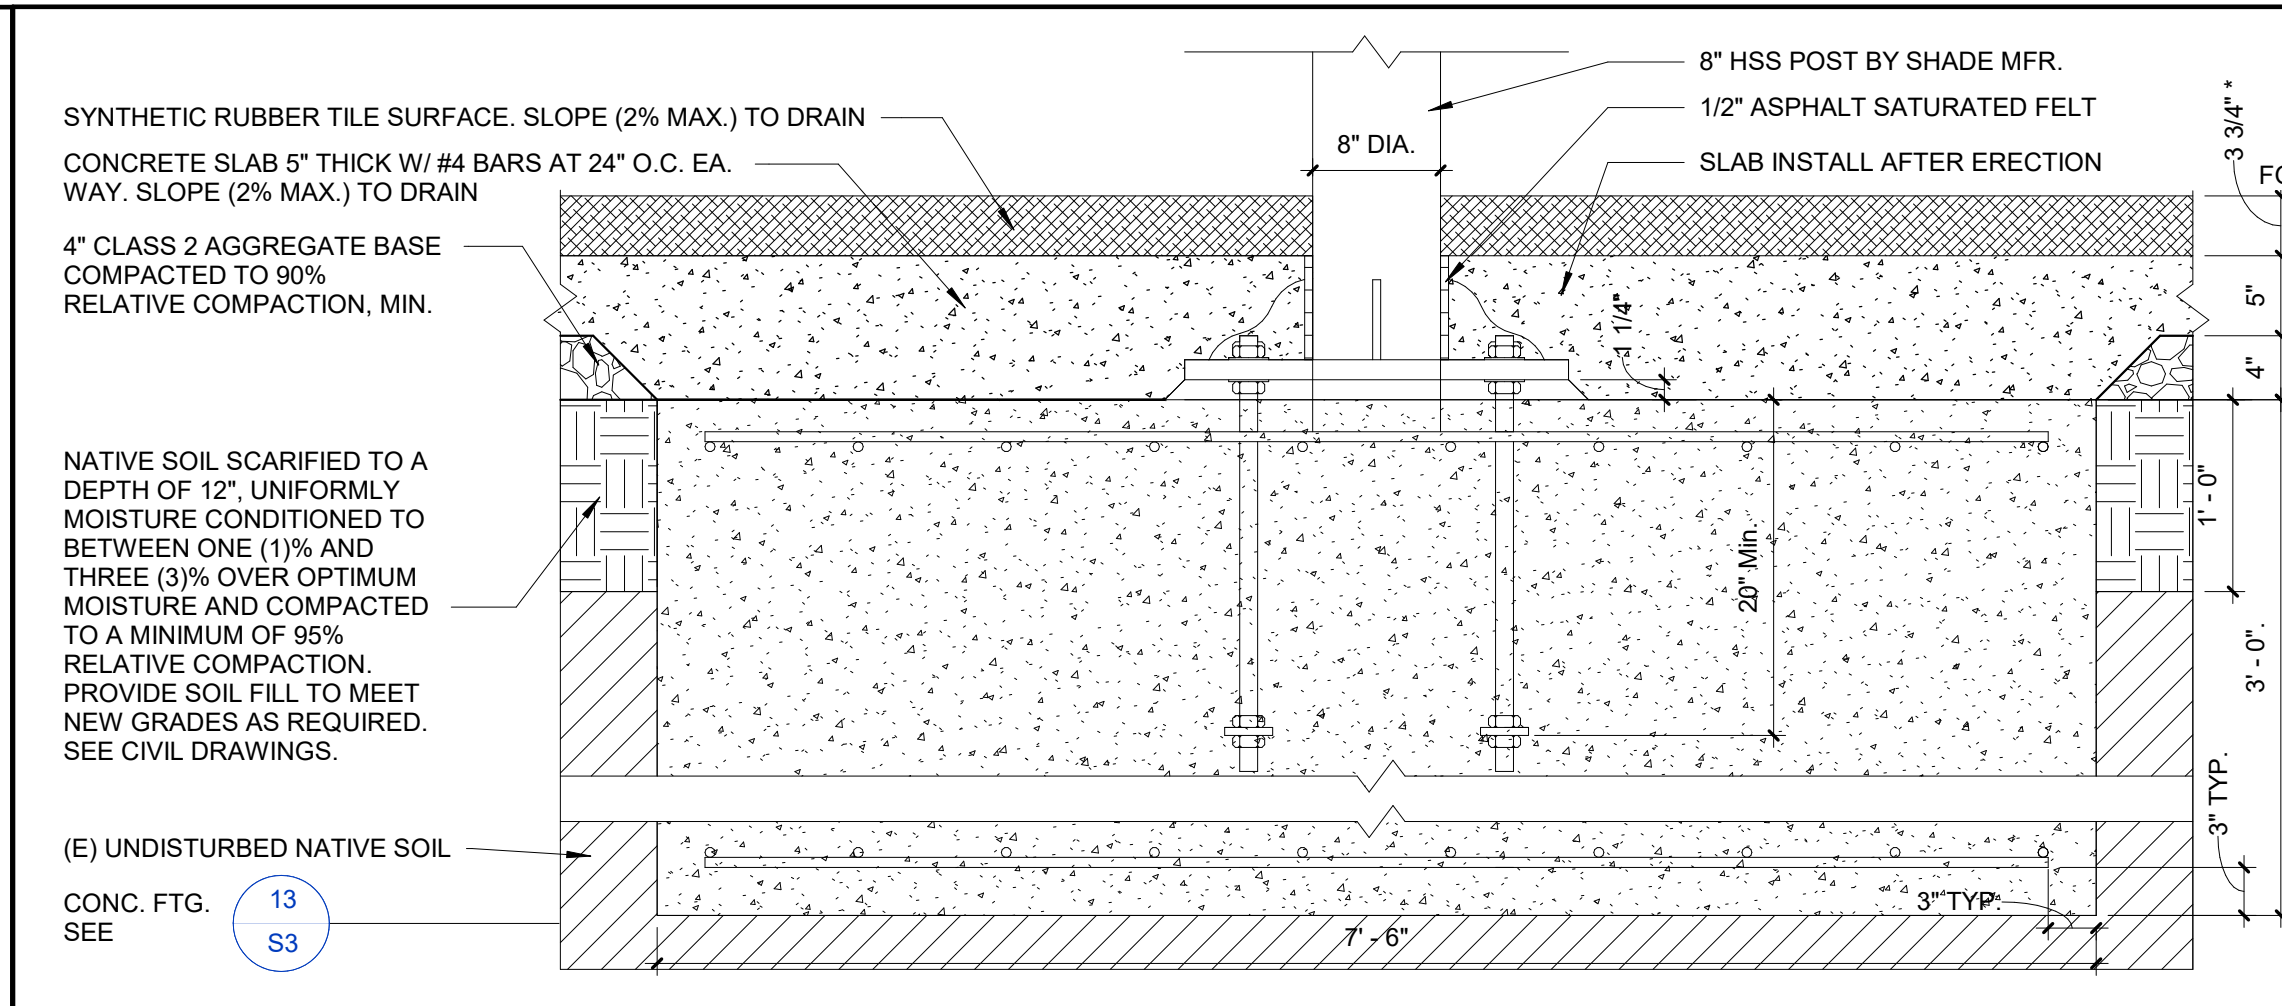 SYNTHETIC RUBBER TILE SURFACE. SLOPE (2% MAX.) TO DRAIN
CONCRETE SLAB 5" THICK W/ #4 BARS AT 24" O.C. EA.
WAY. SLOPE (2% MAX.) TO DRAIN
4" CLASS 2 AGGREGATE BASE
COMPACTED TO 90%
RELATIVE COMPACTION, MIN.
NATIVE SOIL SCARIFIED TO A
DEPTH OF 12", UNIFORMLY
MOISTURE CONDITIONED TO
BETWEEN ONE (1)% AND
THREE (3)% OVER OPTIMUM
MOISTURE AND COMPACTED
TO A MINIMUM OF 95%
RELATIVE COMPACTION.
PROVIDE SOIL FILL TO MEET
NEW GRADES AS REQUIRED.
SEE CIVIL DRAWINGS.
(E) UNDISTURBED NATIVE SOIL
CONC. FTG.
SEE
13
S3
8" DIA.
8" HSS POST BY SHADE MFR.
1/2" ASPHALT SATURATED FELT
SLAB INSTALL AFTER ERECTION
1 1/4"
20" Min.
3 3/4" *
5"
4"
1' - 0"
3' - 0".
3" TYP.
3" TYP.
7' - 6"